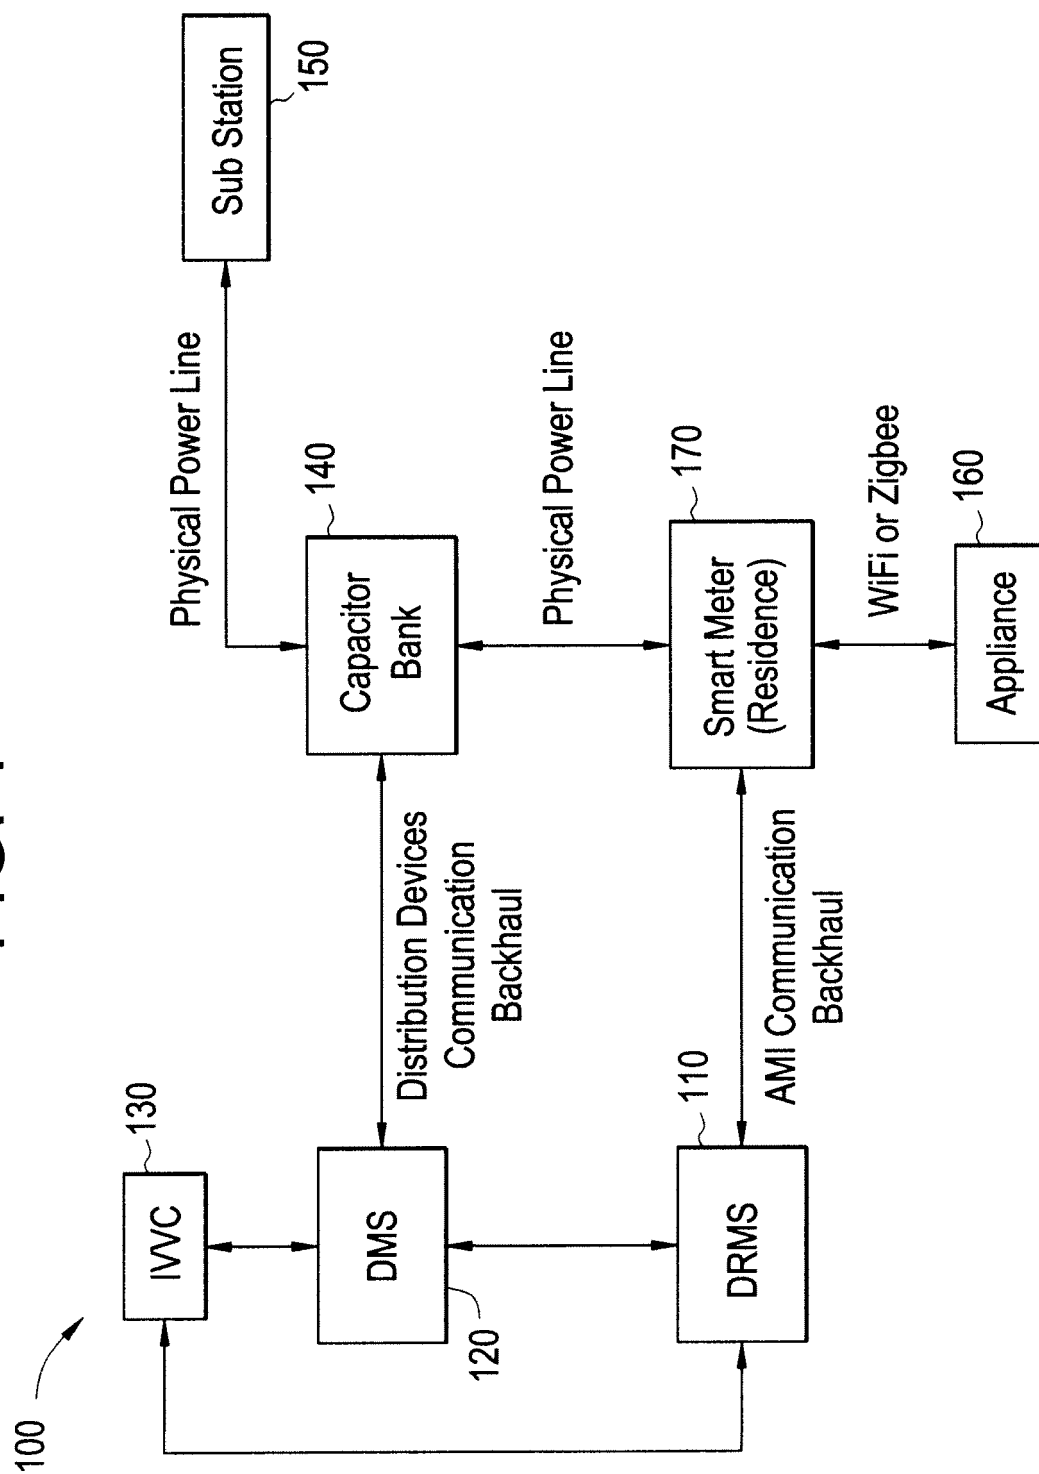 100
IVVC
130
DMS
120
DRMS
110
Distribution Devices
Communication
Backhaul
AMI Communication
Backhaul
Capacitor
Bank
140
Physical Power Line
Sub Station
150
Physical Power Line
Smart Meter
(Residence)
170
WiFi or Zigbee
Appliance
160